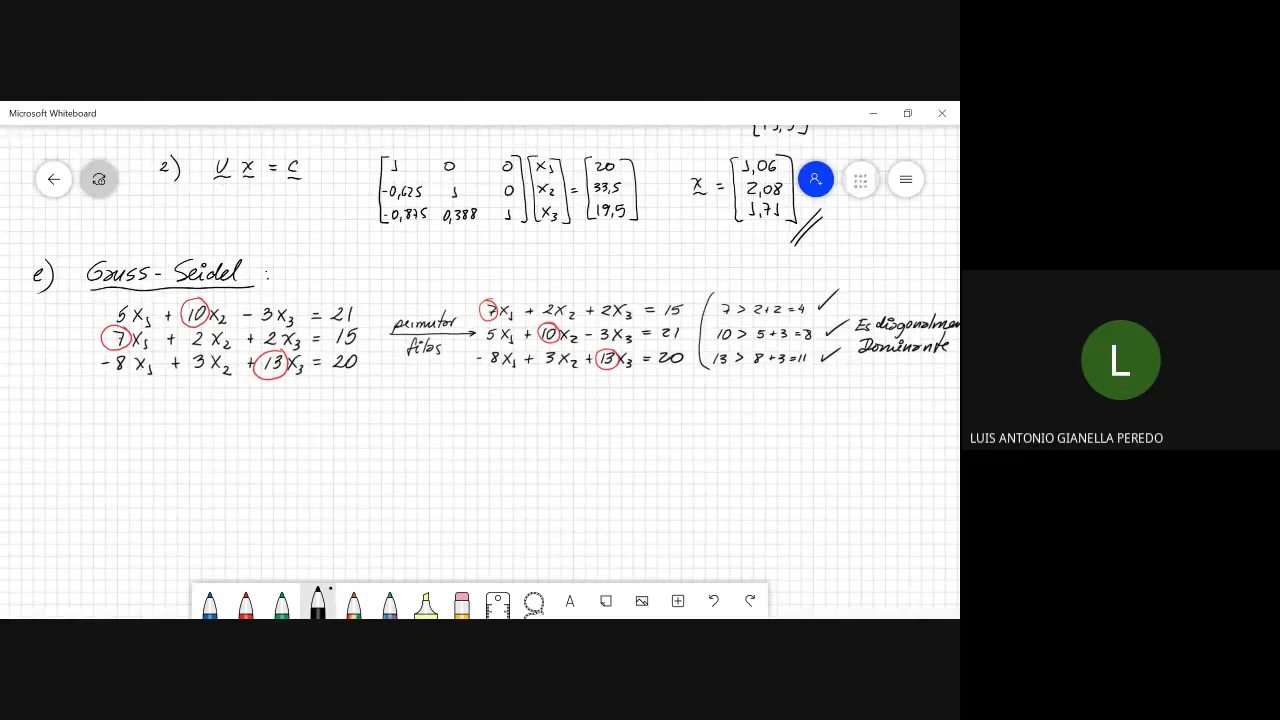 Microsoft Whiteboard
2) U x = C
1 0 0 x1 20
-0,625 1 0 x2 = 33,5
-0,875 0,388 1 x3 19,5
x = 1,06
2,08
1,71
e) Gauss - Seidel :
5x1 + 10x2 - 3x3 = 21
7x1 + 2x2 + 2x3 = 15
-8x1 + 3x2 + 13x3 = 20
permutar
filas
7x1 + 2x2 + 2x3 = 15
5x1 + 10x2 - 3x3 = 21
-8x1 + 3x2 + 13x3 = 20
7 > 2+2=4 ✓
10 > 5+3=8 ✓
13 > 8+3=11 ✓
Es diagonalmen
Dominante
L
LUIS ANTONIO GIANELLA PEREDO